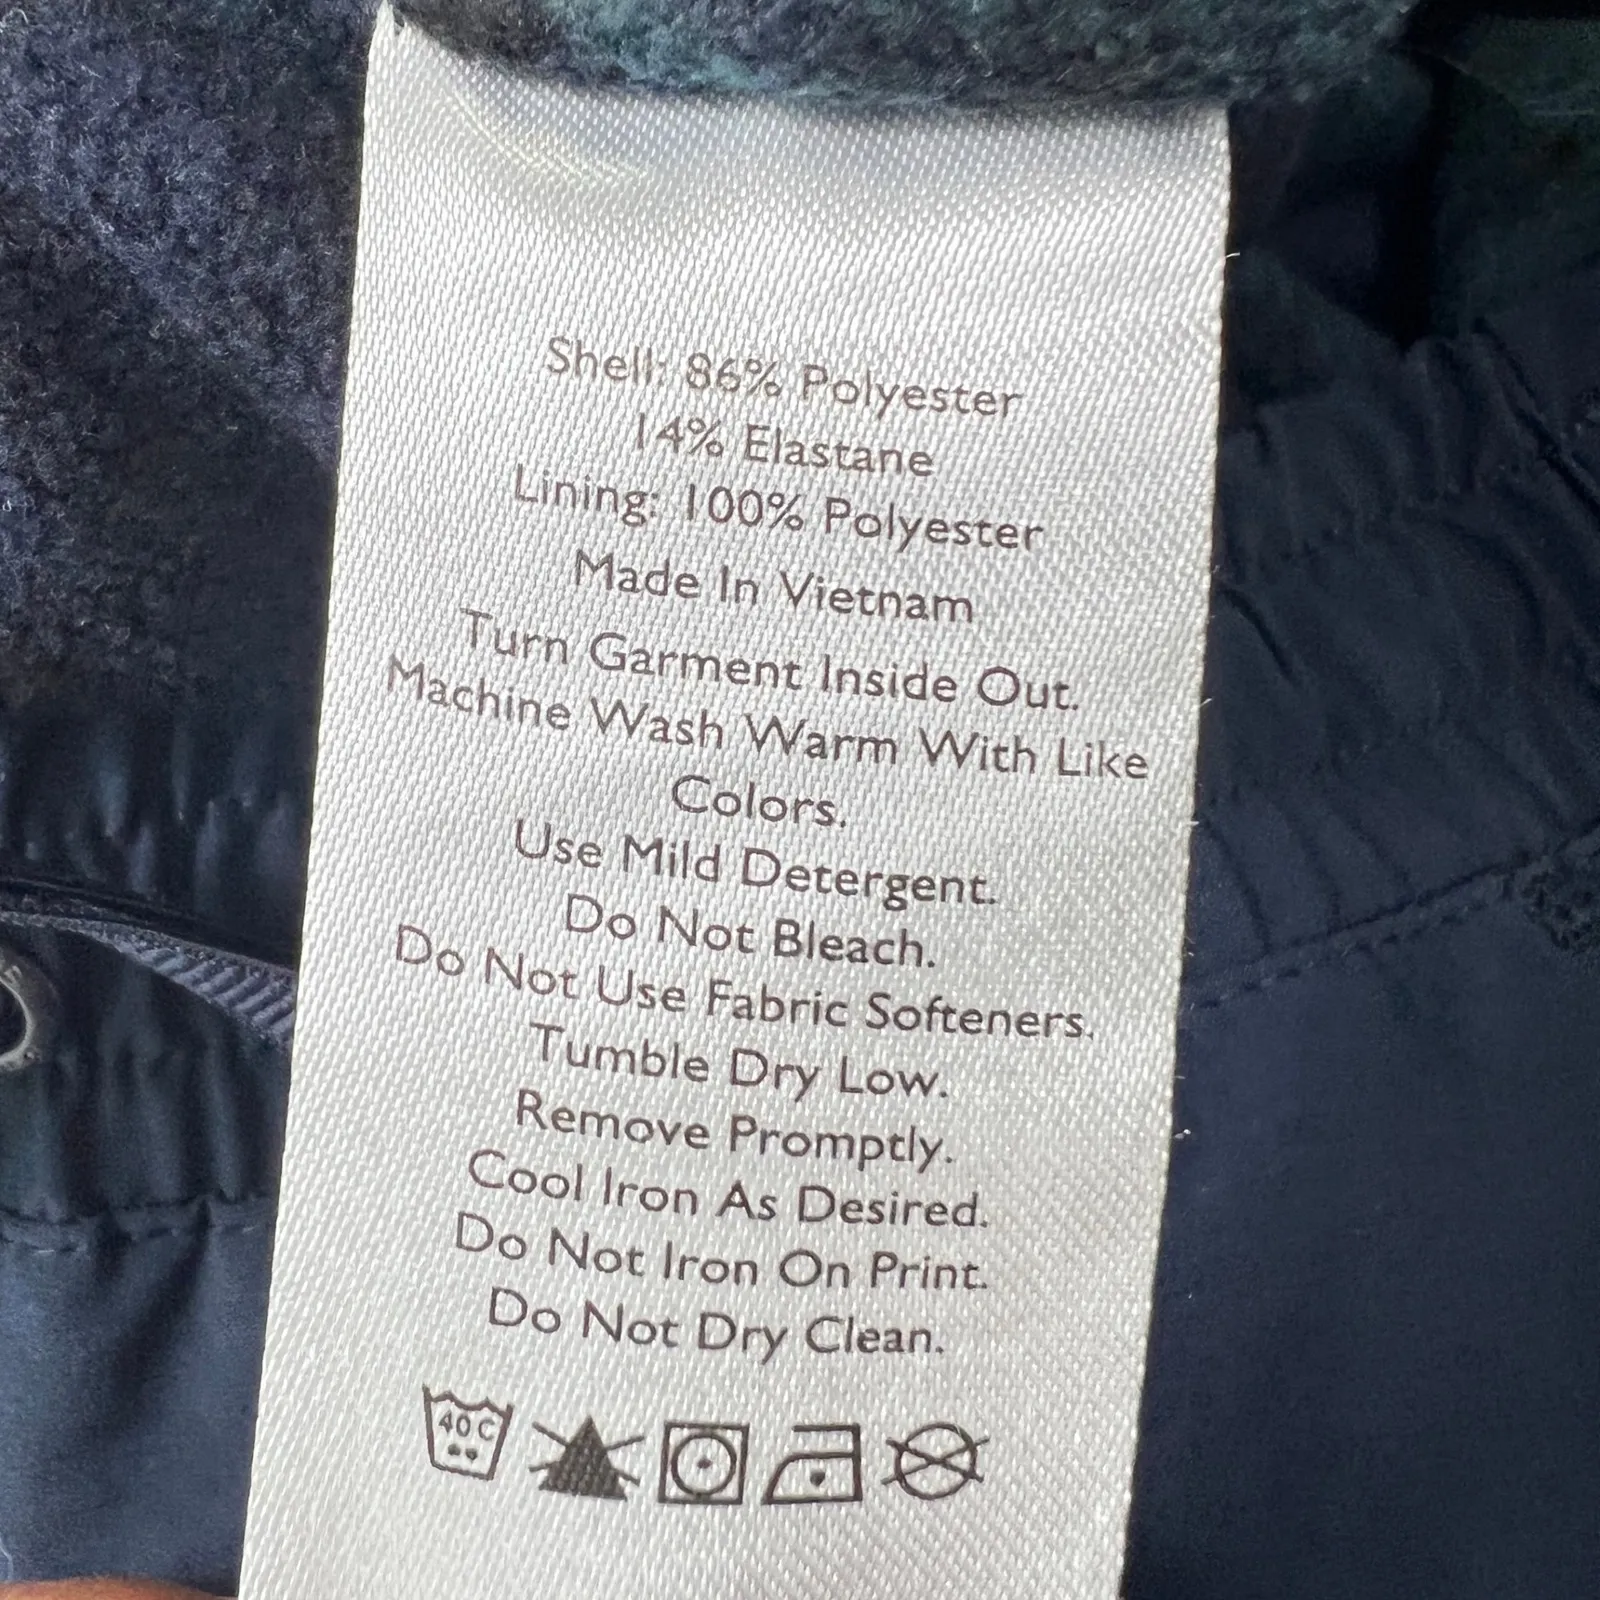 Shell: 86% Polyester
14% Elastane
Lining: 100% Polyester
Made In Vietnam
Turn Garment Inside Out.
Machine Wash Warm With Like
Colors.
Use Mild Detergent.
Do Not Bleach.
Do Not Use Fabric Softeners.
Tumble Dry Low.
Remove Promptly.
Cool Iron As Desired.
Do Not Iron On Print.
Do Not Dry Clean.
40 C